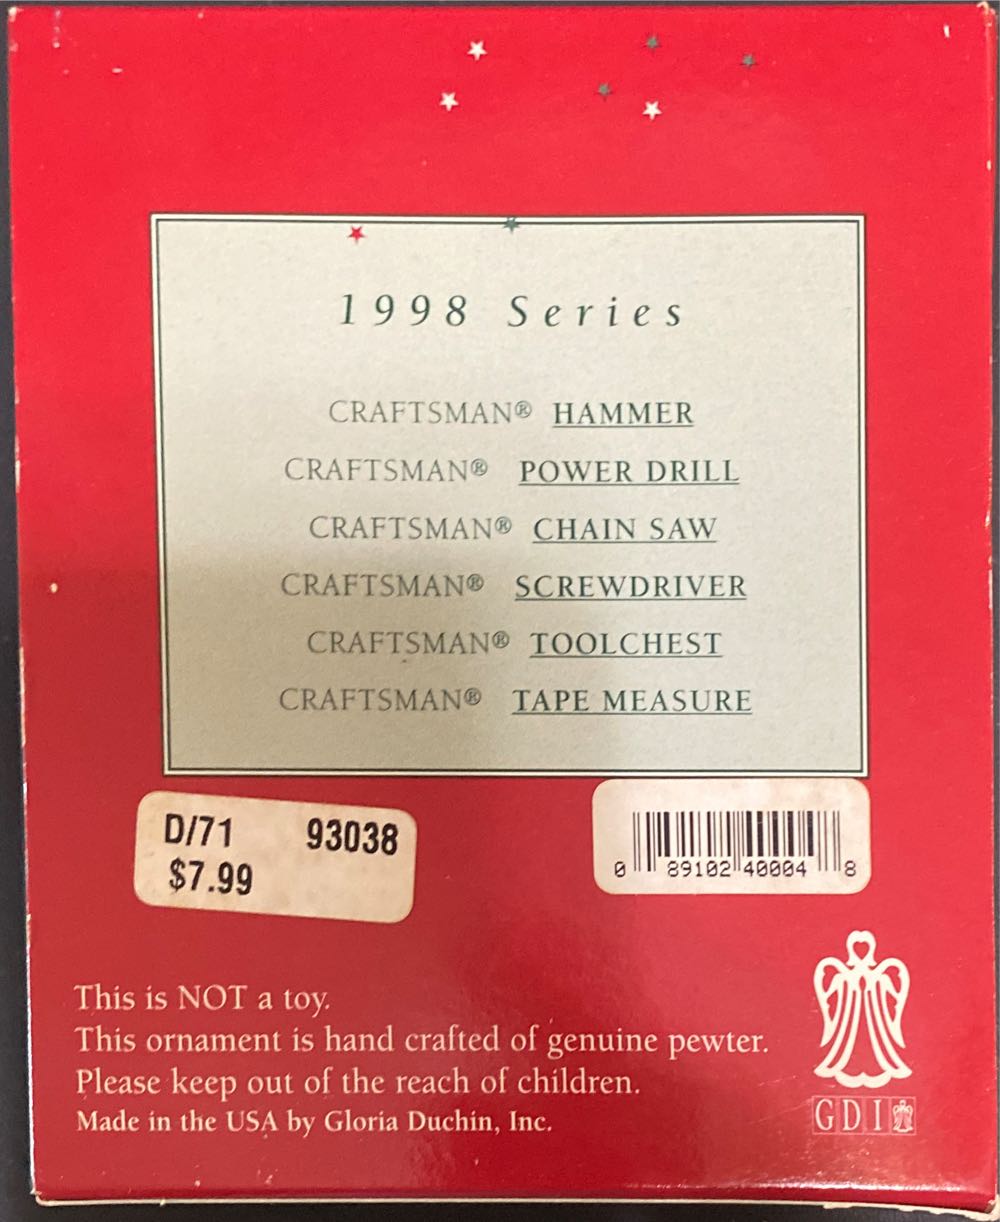 1998 Series
CRAFTSMAN® HAMMER
CRAFTSMAN® POWER DRILL
CRAFTSMAN® CHAIN SAW
CRAFTSMAN® SCREWDRIVER
CRAFTSMAN® TOOLCHEST
CRAFTSMAN® TAPE MEASURE
D/71 93038
$7.99
0 89102 40004 8
This is NOT a toy.
This ornament is hand crafted of genuine pewter.
Please keep out of the reach of children.
Made in the USA by Gloria Duchin, Inc.
GDI